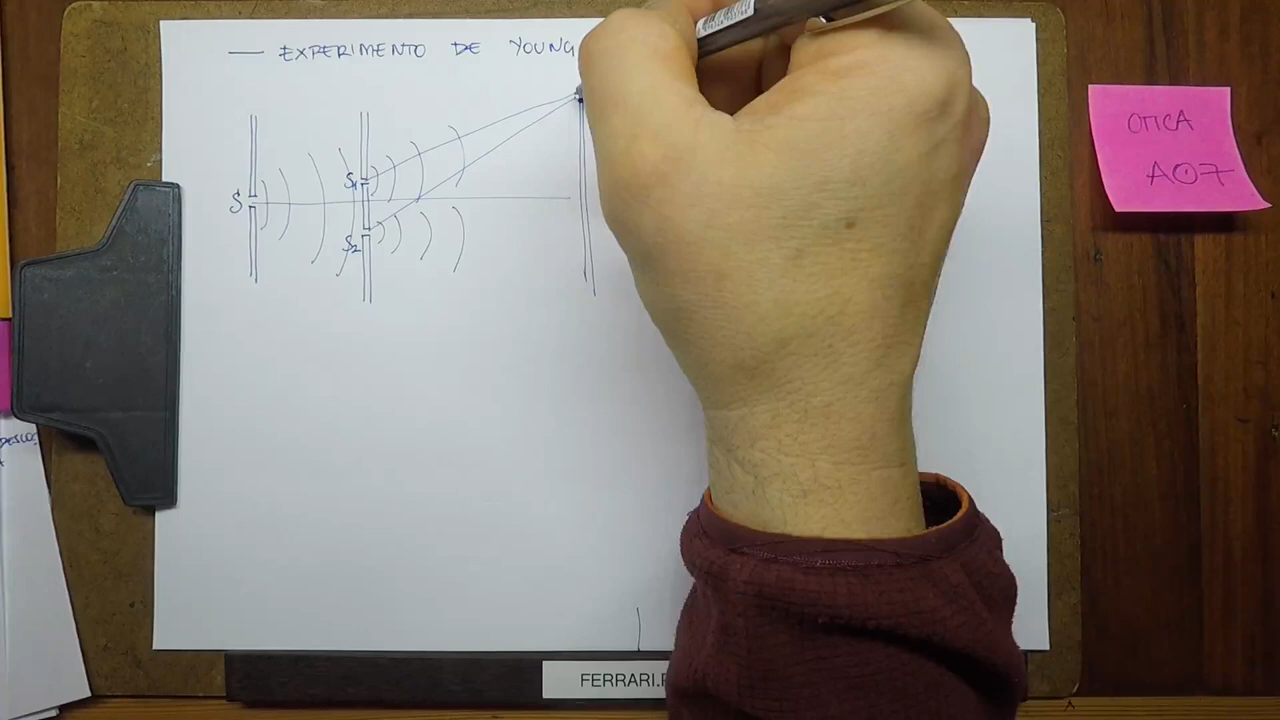 — EXPERIMENTO DE YOUNG
S
S1
S2
OTICA
A07
FERRARI.